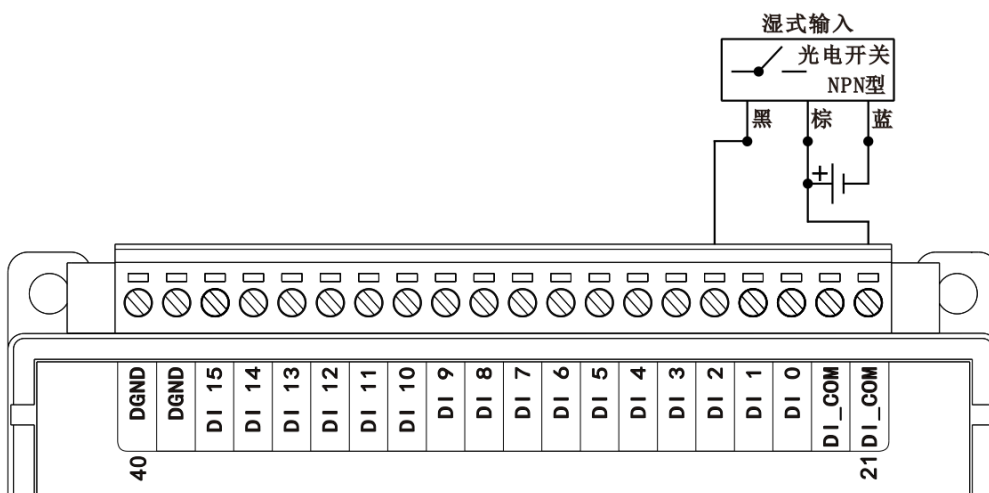 湿式输入
光电开关
NPN型
黑 棕 蓝
+
DGND DGND DI 15 DI 14 DI 13 DI 12 DI 11 DI 10 DI 9 DI 8 DI 7 DI 6 DI 5 DI 4 DI 3 DI 2 DI 1 DI 0 DI_COM DI_COM
40 21